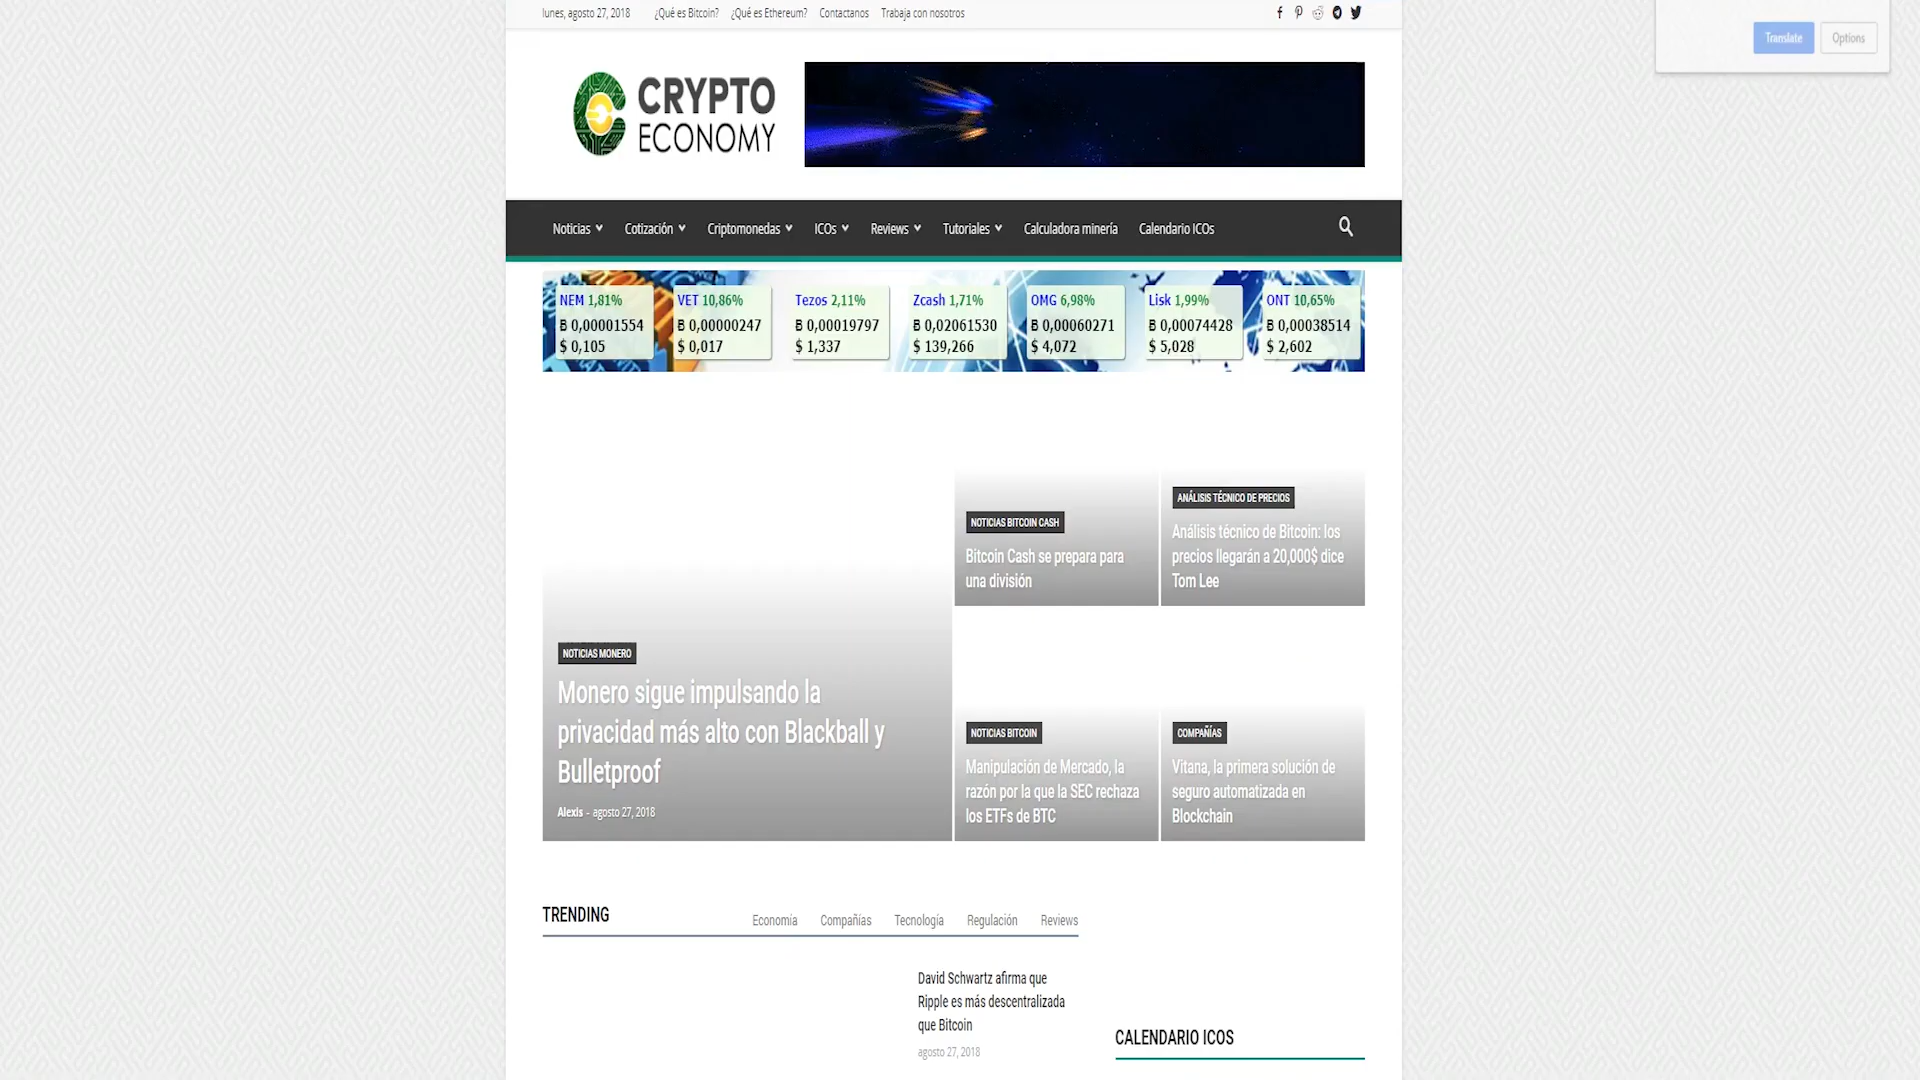 lunes, agosto 27, 2018 ¿Qué es Bitcoin? ¿Qué es Ethereum? Contactanos Trabaja con nosotros
Translate Options
CRYPTO
ECONOMY
Noticias Cotización Criptomonedas ICOs Reviews Tutoriales Calculadora minería Calendario ICOs
NEM 1,81% VET 10,86% Tezos 2,11% Zcash 1,71% OMG 6,98% Lisk 1,99% ONT 10,65%
Ƀ 0,00001554 Ƀ 0,00000247 Ƀ 0,00019797 Ƀ 0,02061530 Ƀ 0,00060271 Ƀ 0,00074428 Ƀ 0,00038514
$ 0,105 $ 0,017 $ 1,337 $ 139,266 $ 4,072 $ 5,028 $ 2,602
NOTICIAS MONERO
Monero sigue impulsando la
privacidad más alto con Blackball y
Bulletproof
Alexis - agosto 27, 2018
NOTICIAS BITCOIN CASH
Bitcoin Cash se prepara para
una división
ANÁLISIS TÉCNICO DE PRECIOS
Análisis técnico de Bitcoin: los
precios llegarán a 20,000$ dice
Tom Lee
NOTICIAS BITCOIN
Manipulación de Mercado, la
razón por la que la SEC rechaza
los ETFs de BTC
COMPAÑÍAS
Vitana, la primera solución de
seguro automatizada en
Blockchain
TRENDING Economía Compañías Tecnología Regulación Reviews
David Schwartz afirma que
Ripple es más descentralizada
que Bitcoin
agosto 27, 2018
CALENDARIO ICOS